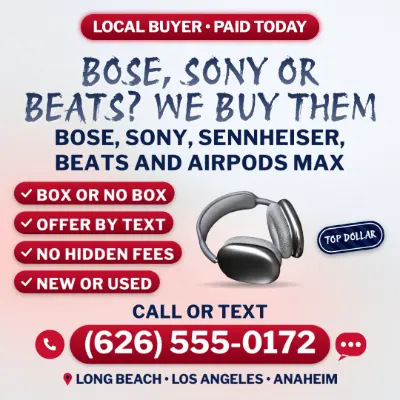 LOCAL BUYER • PAID TODAY
BOSE, SONY OR
BEATS? WE BUY THEM
BOSE, SONY, SENNHEISER,
BEATS AND AIRPODS MAX
BOX OR NO BOX
OFFER BY TEXT
NO HIDDEN FEES
NEW OR USED
TOP DOLLAR
CALL OR TEXT
(626) 555-0172
LONG BEACH • LOS ANGELES • ANAHEIM